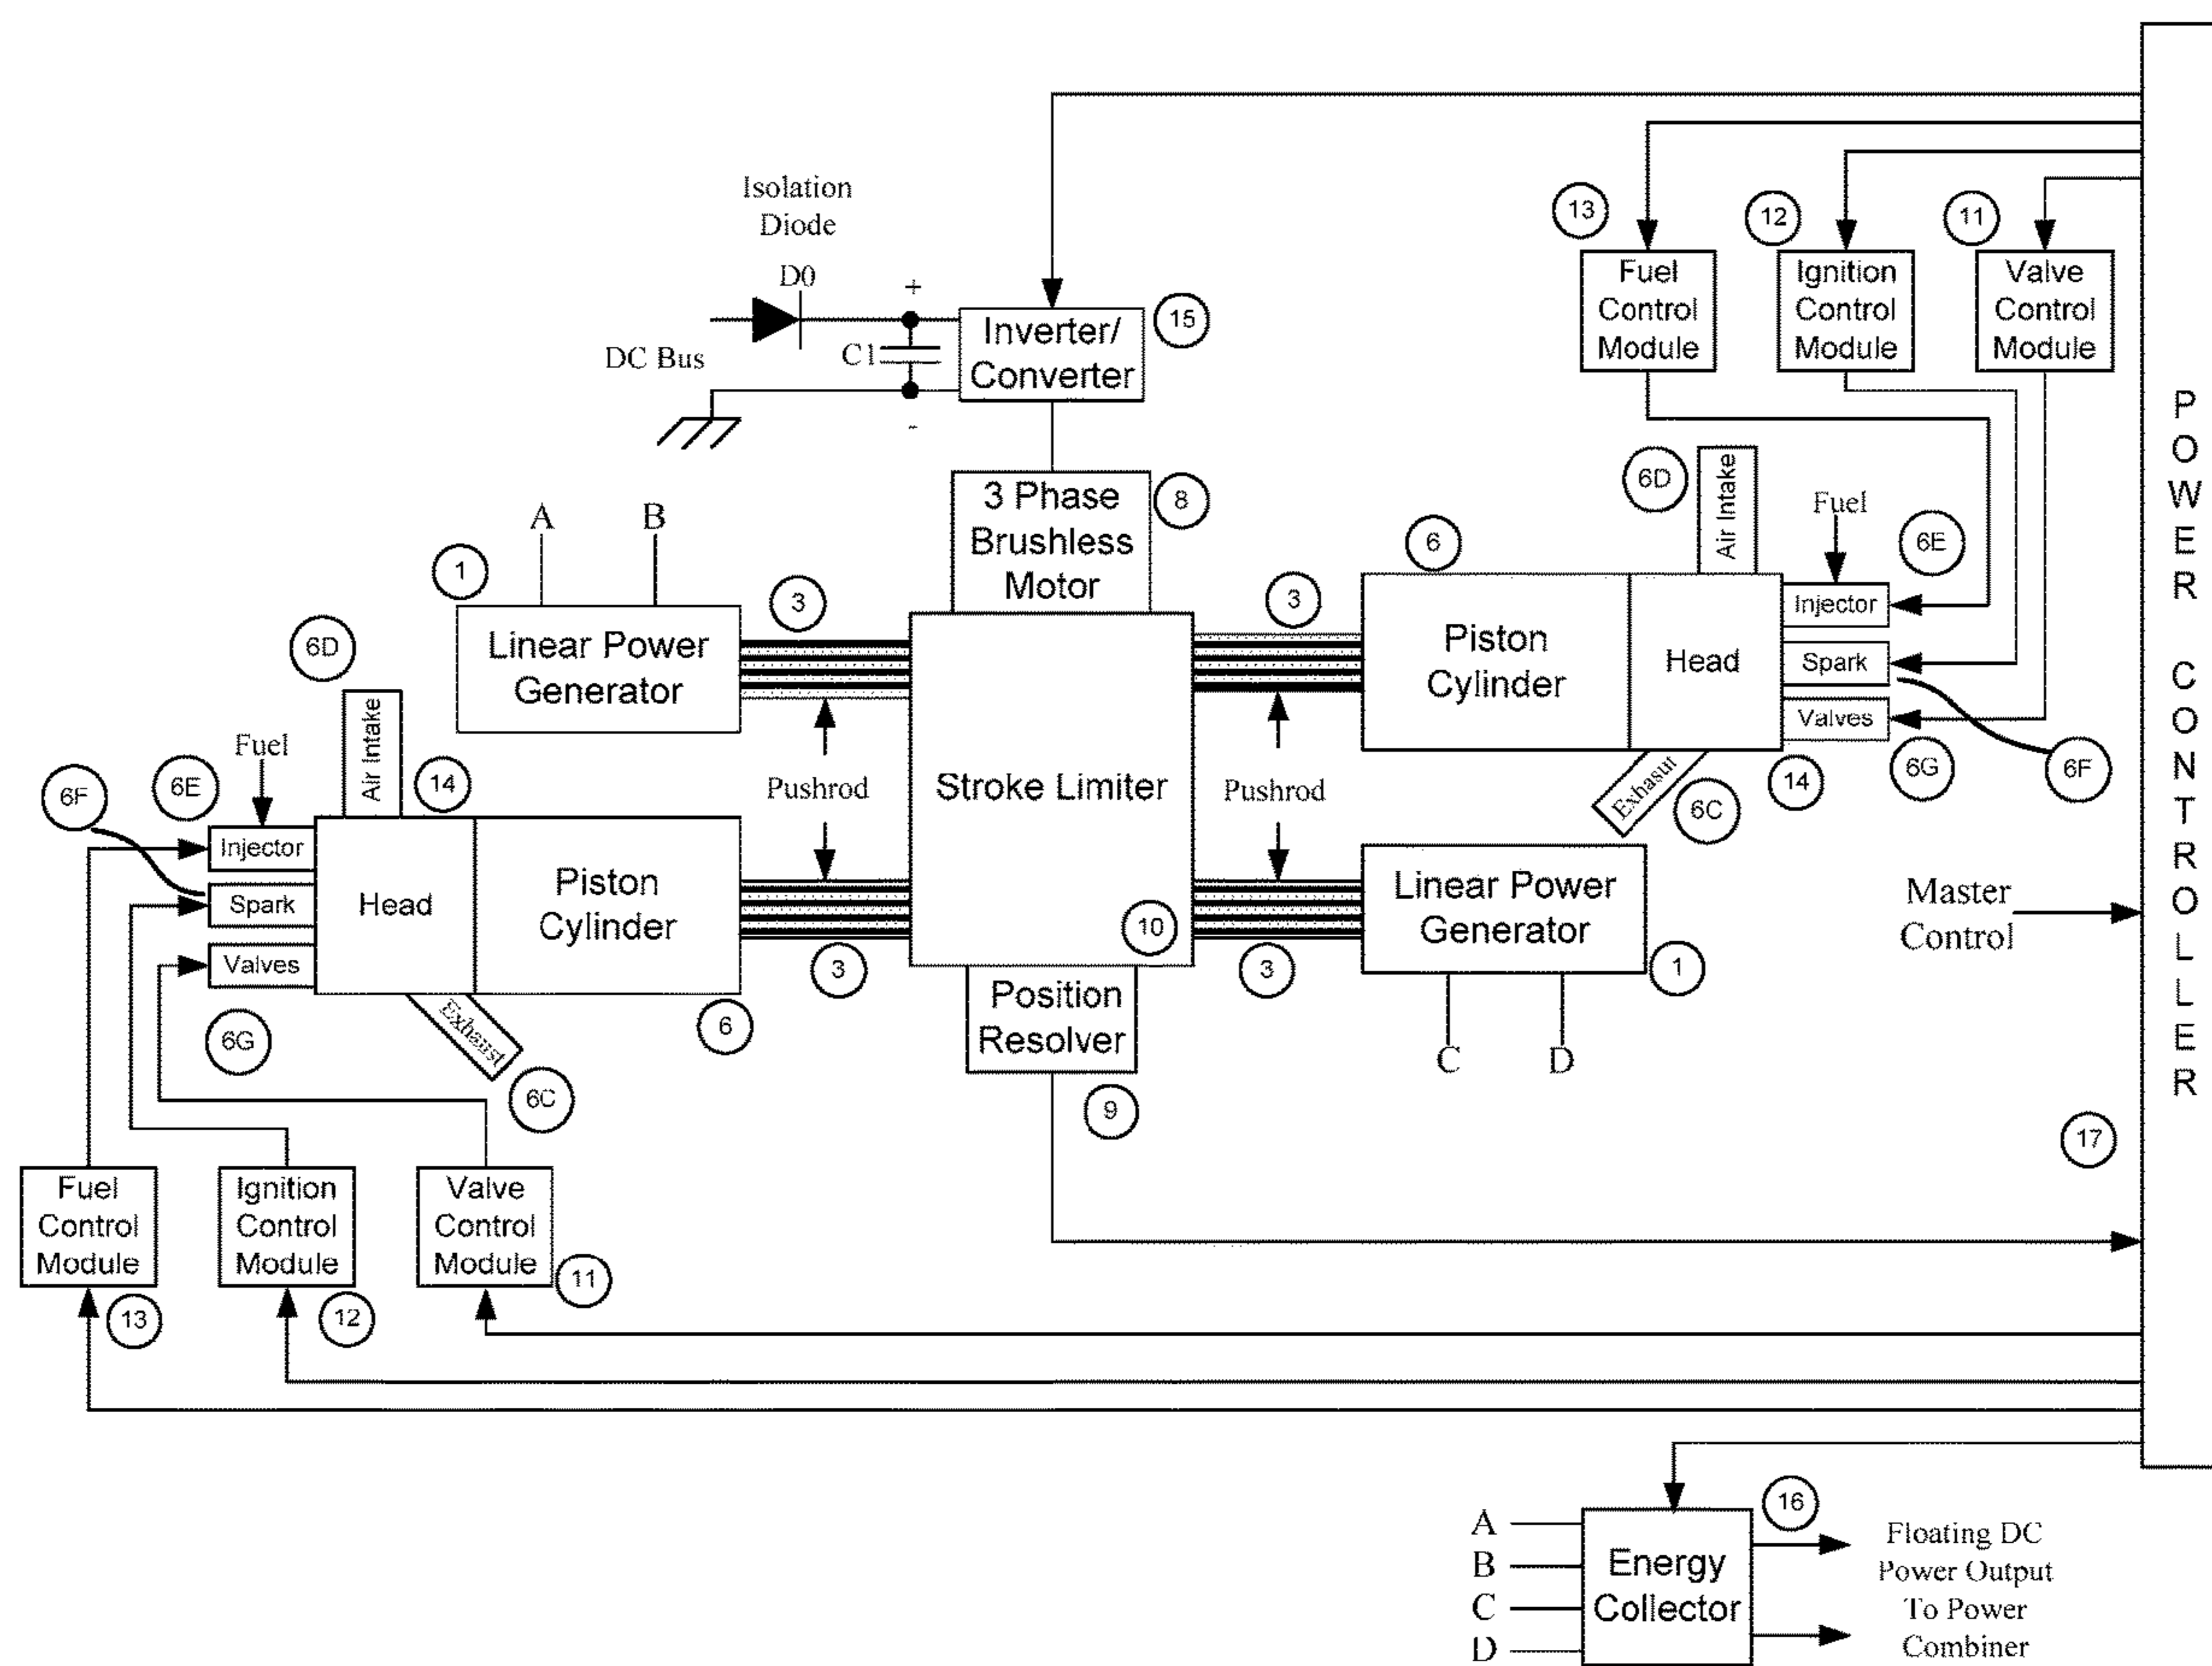 Isolation
Diode
D0
+
DC Bus
C1
-
Inverter/
Converter
15
13
Fuel
Control
Module
12
Ignition
Control
Module
11
Valve
Control
Module
3 Phase
Brushless
Motor
8
A
B
1
Linear Power
Generator
3
3
6
Piston
Cylinder
Head
6D
Air Intake
Fuel
6E
Injector
Spark
Valves
6G
6F
14
Exhasut
6C
Pushrod
Stroke Limiter
10
Pushrod
6D
Air Intake
14
Fuel
6E
6F
Injector
Spark
Valves
6G
Head
Piston
Cylinder
6
Exhaust
6C
3
3
Linear Power
Generator
1
C
D
Position
Resolver
9
Master
Control
P
O
W
E
R
C
O
N
T
R
O
L
L
E
R
17
Fuel
Control
Module
13
Ignition
Control
Module
12
Valve
Control
Module
11
A
B
C
D
Energy
Collector
16
Floating DC
Power Output
To Power
Combiner